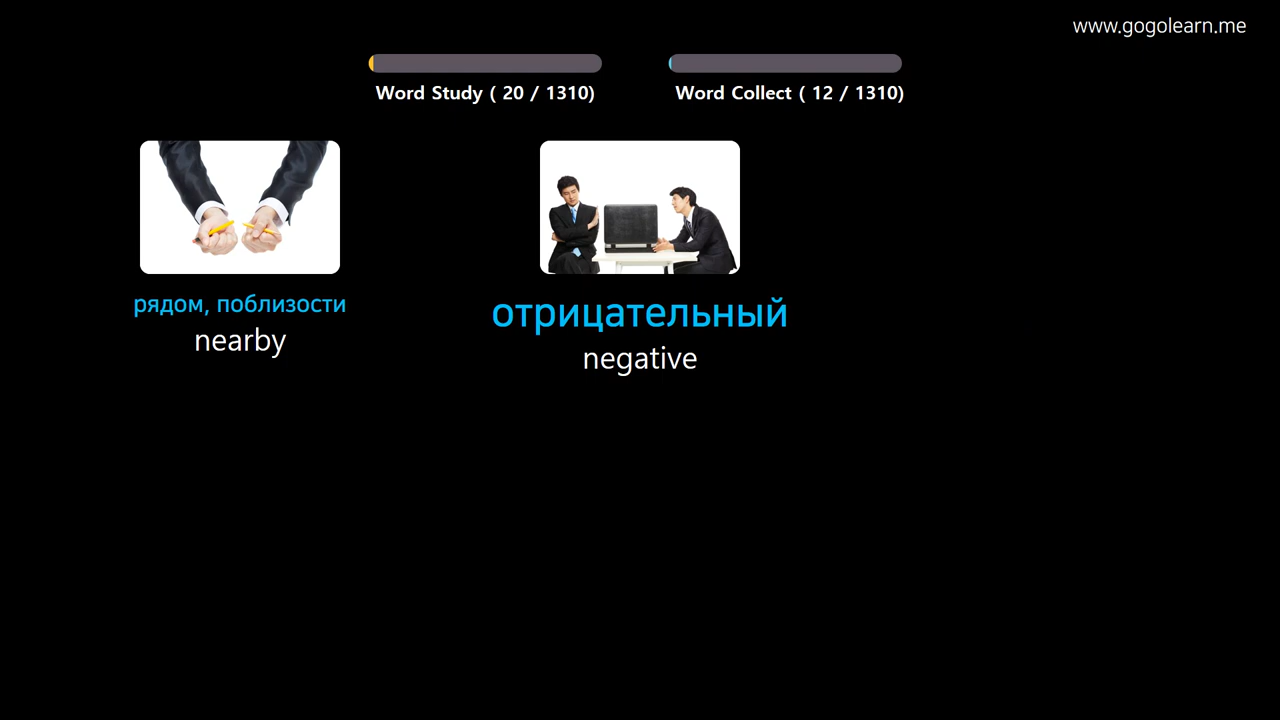 www.gogolearn.me
Word Study ( 20 / 1310)
Word Collect ( 12 / 1310)
рядом, поблизости
nearby
отрицательный
negative